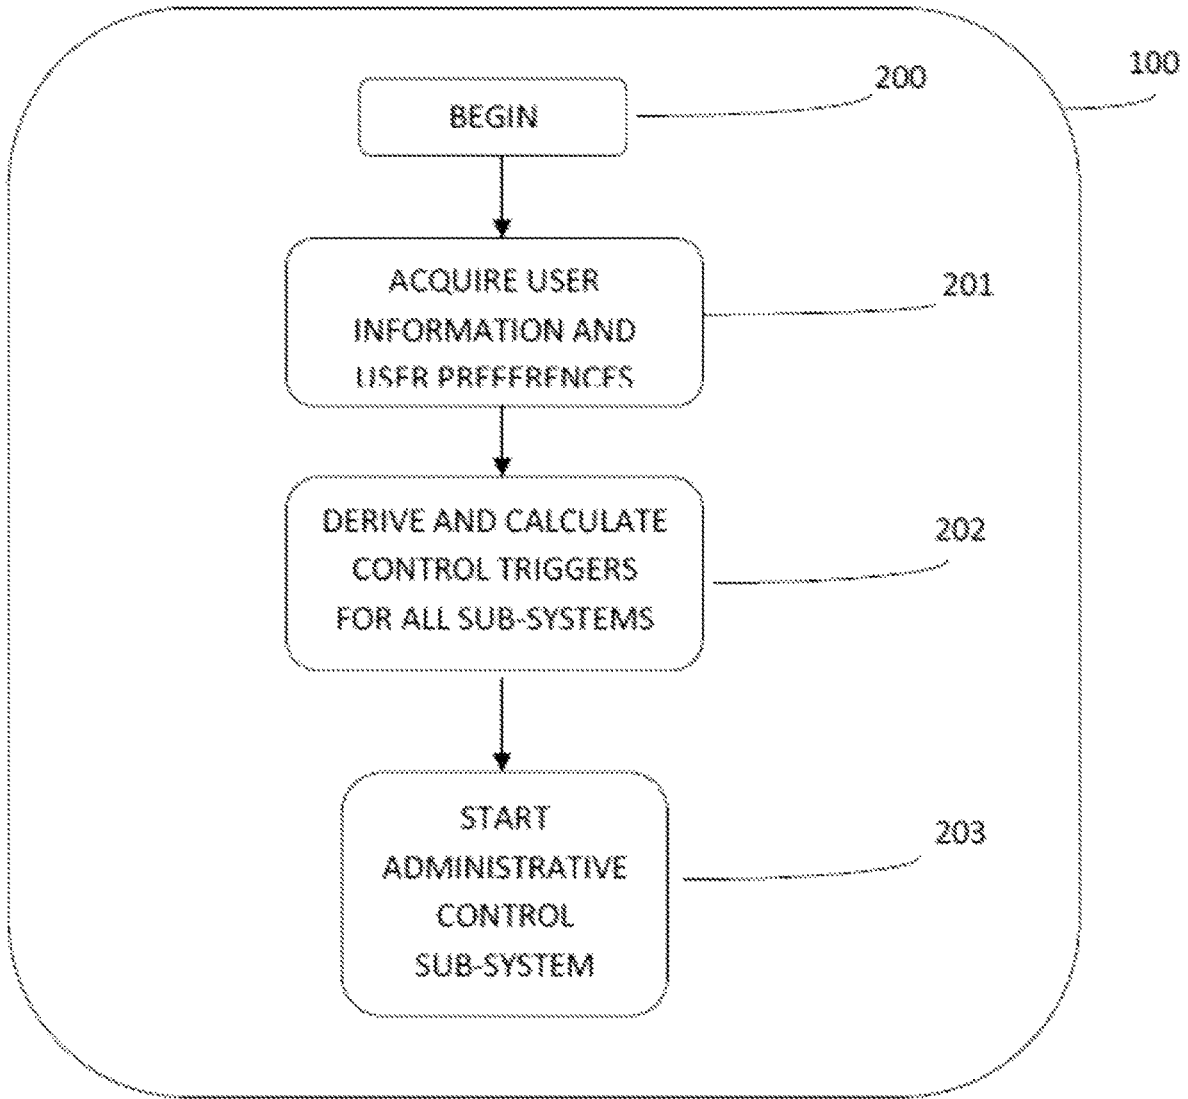 200
100
BEGIN
ACQUIRE USER
INFORMATION AND
USER PREFERENCES
201
DERIVE AND CALCULATE
CONTROL TRIGGERS
FOR ALL SUB-SYSTEMS
202
START
ADMINISTRATIVE
CONTROL
SUB-SYSTEM
203